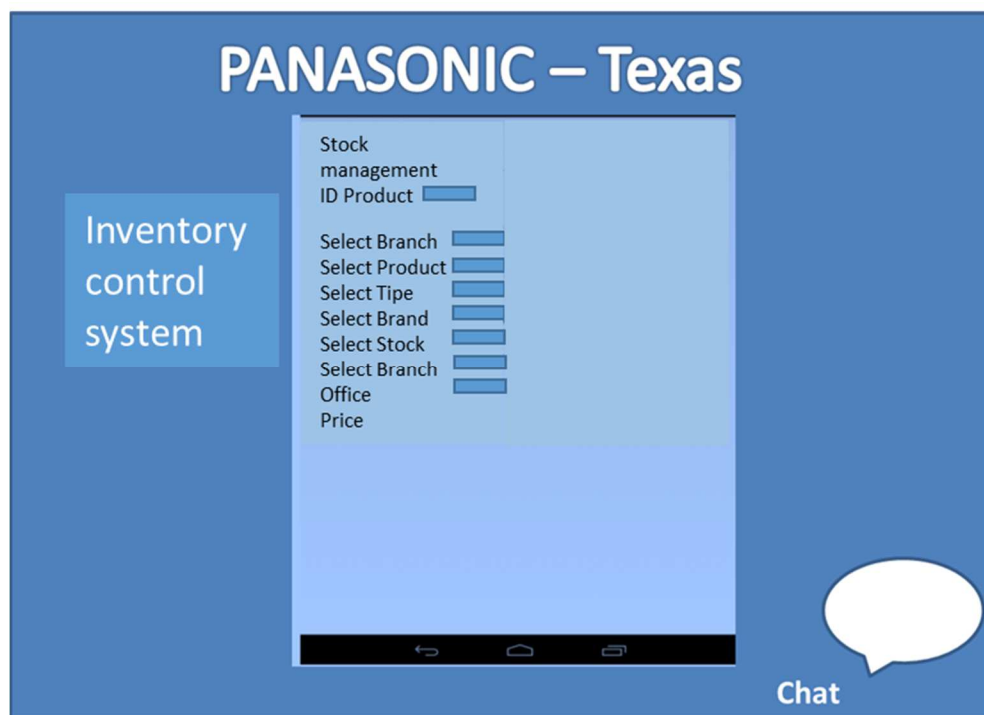 PANASONIC – Texas
Inventory
control
system
Stock
management
ID Product
Select Branch
Select Product
Select Tipe
Select Brand
Select Stock
Select Branch
Office
Price
Chat